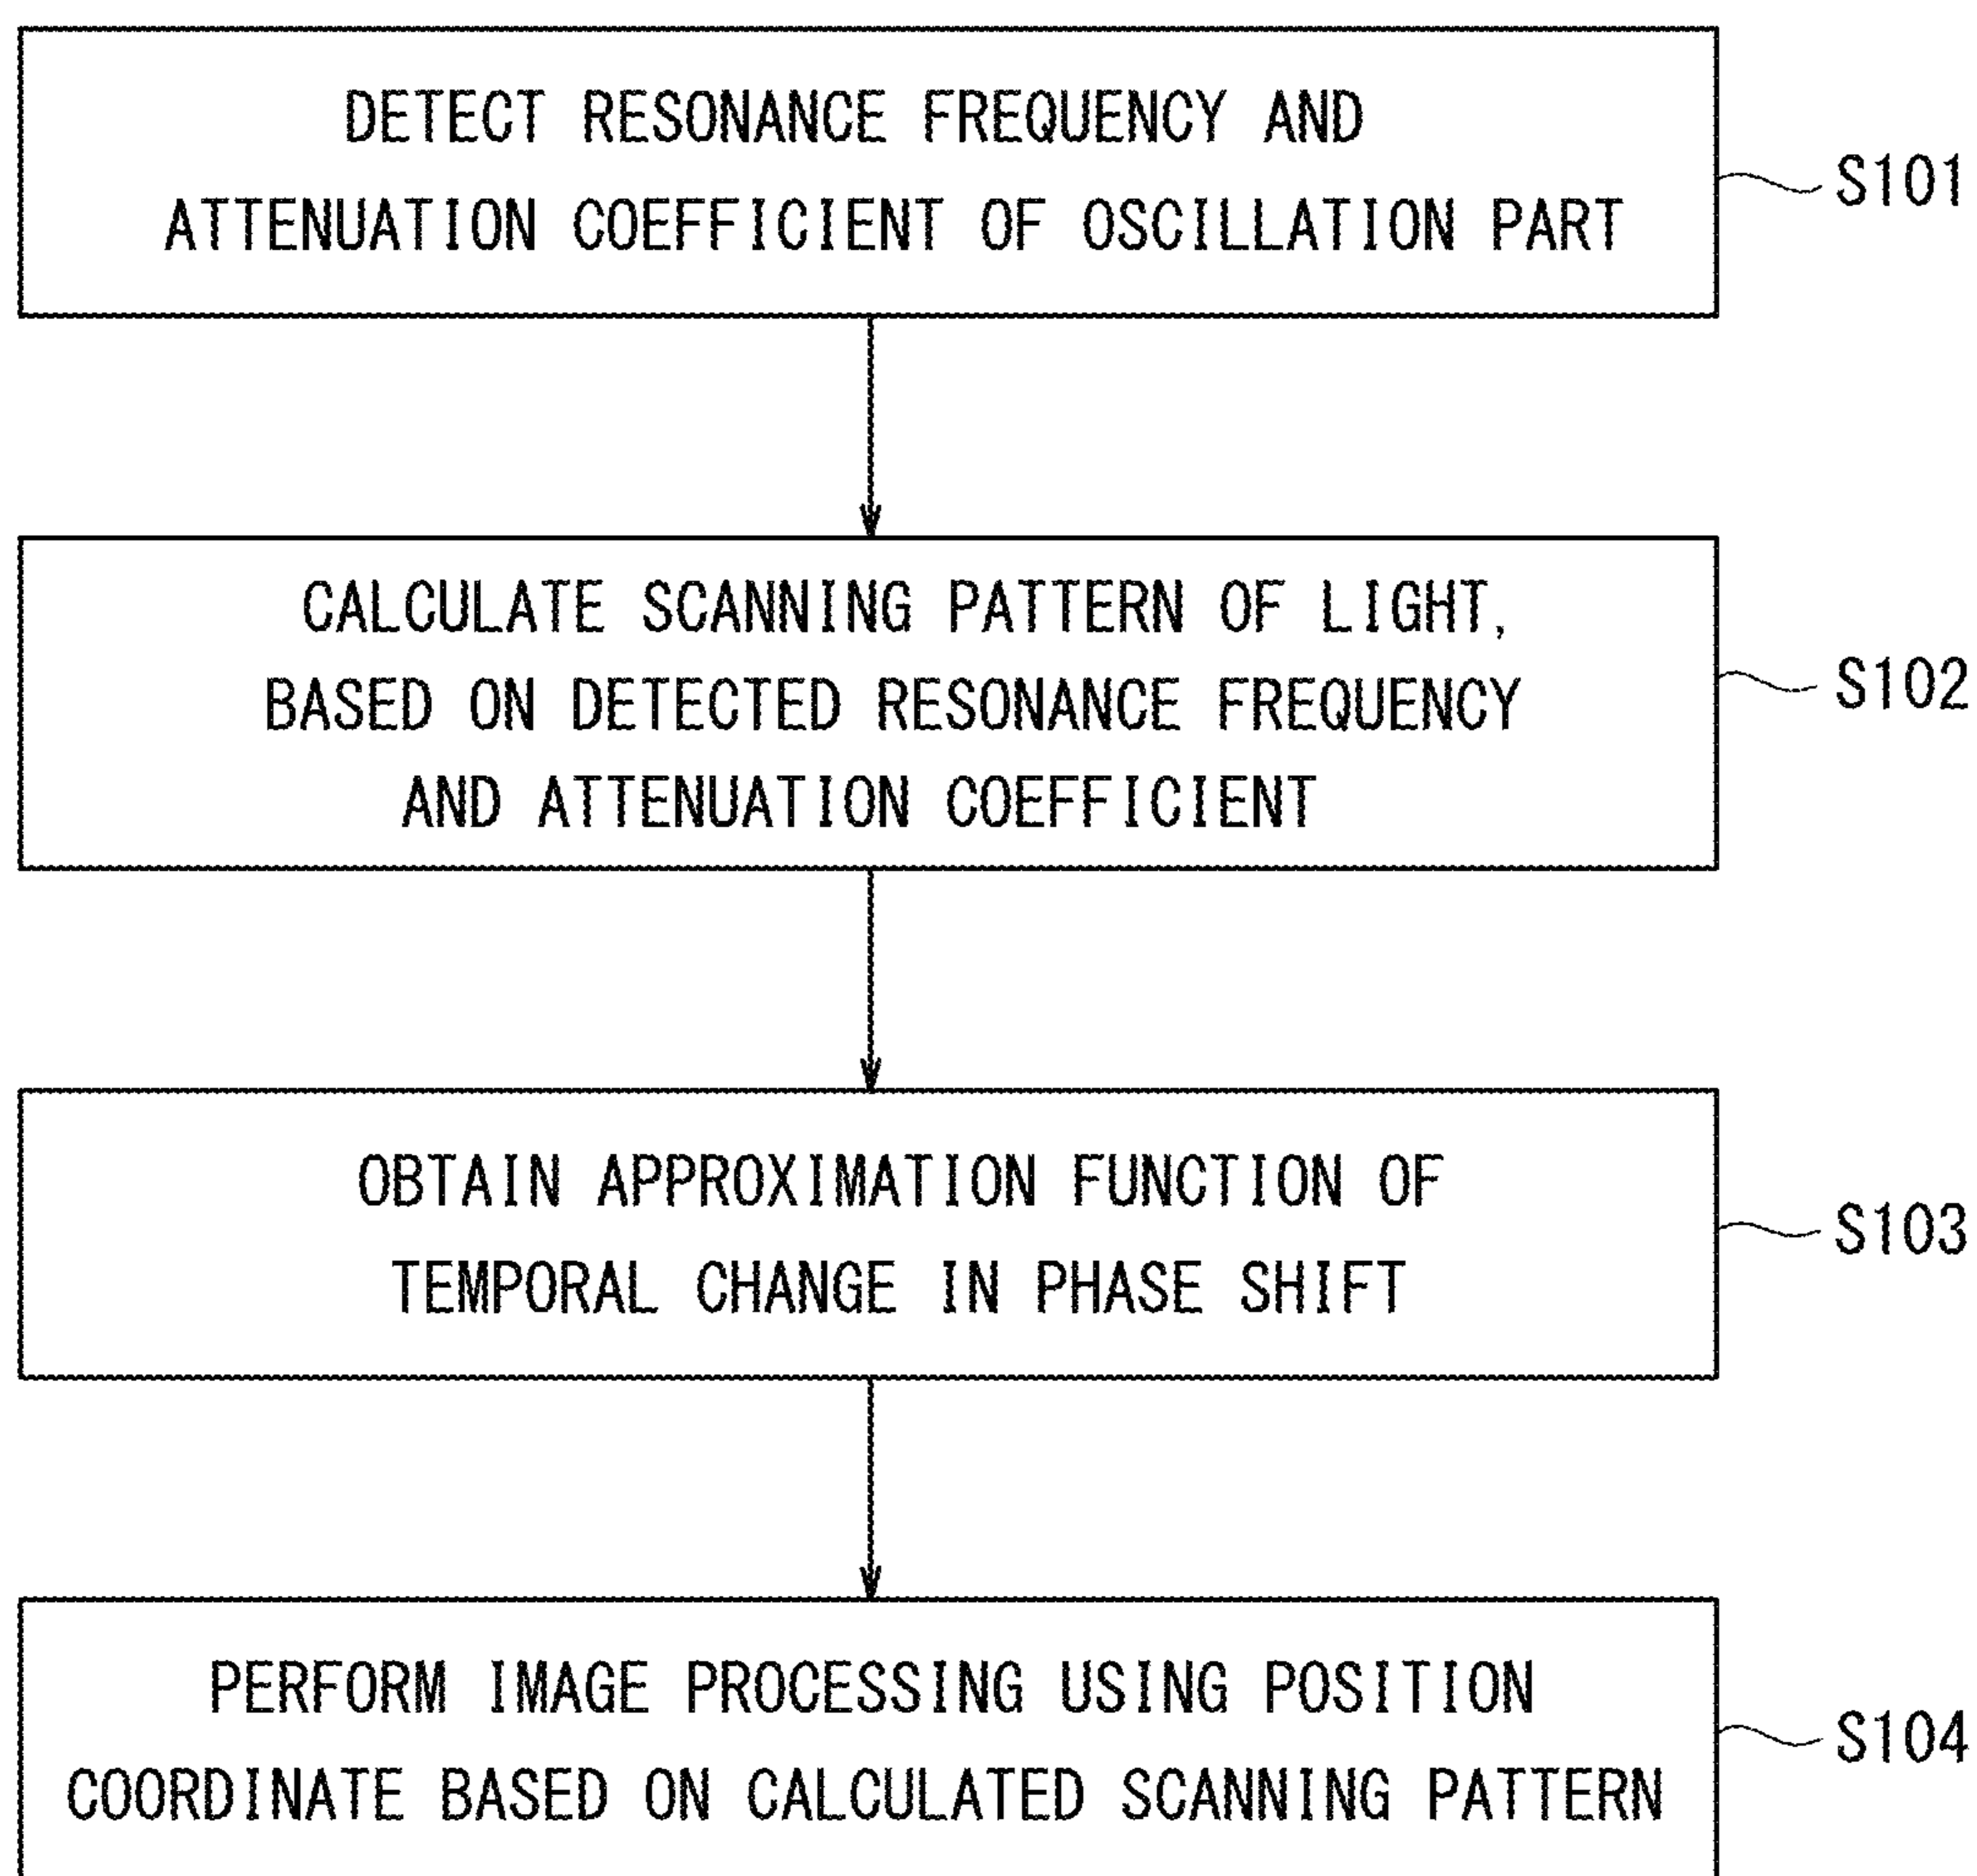 DETECT RESONANCE FREQUENCY AND
ATTENUATION COEFFICIENT OF OSCILLATION PART
S101
CALCULATE SCANNING PATTERN OF LIGHT,
BASED ON DETECTED RESONANCE FREQUENCY
AND ATTENUATION COEFFICIENT
S102
OBTAIN APPROXIMATION FUNCTION OF
TEMPORAL CHANGE IN PHASE SHIFT
S103
PERFORM IMAGE PROCESSING USING POSITION
COORDINATE BASED ON CALCULATED SCANNING PATTERN
S104